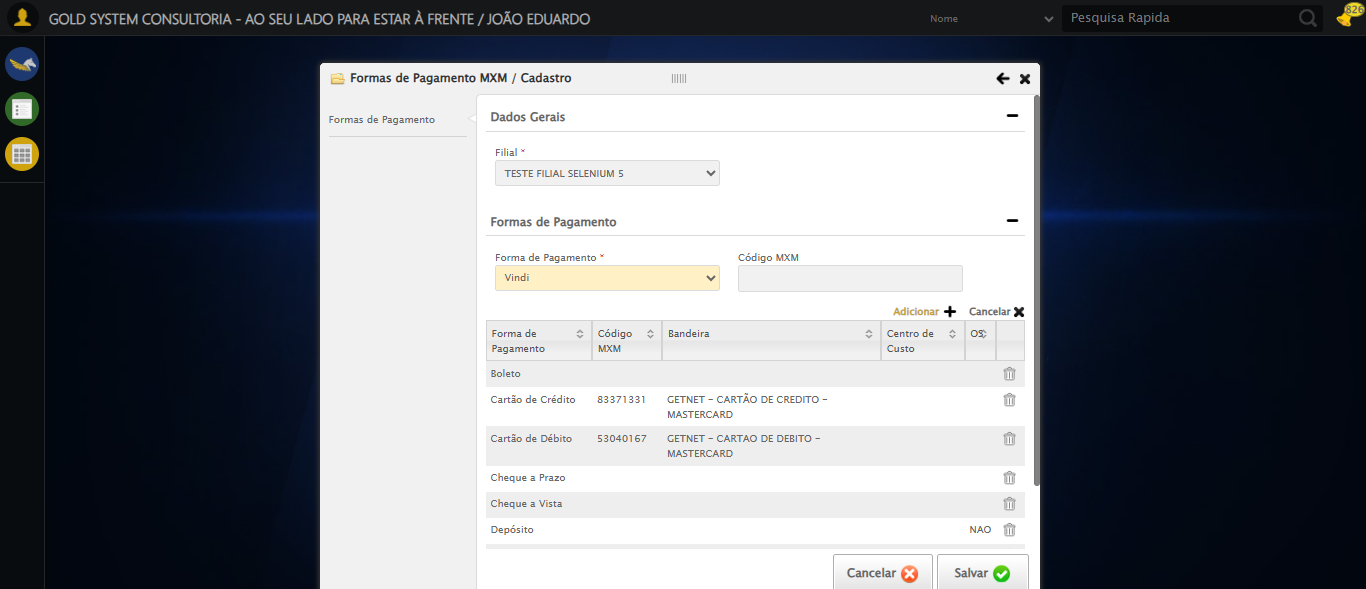 GOLD SYSTEM CONSULTORIA - AO SEU LADO PARA ESTAR À FRENTE / JOÃO EDUARDO
Nome
Pesquisa Rapida
826
Formas de Pagamento MXM / Cadastro
Formas de Pagamento
Dados Gerais
Filial *
TESTE FILIAL SELENIUM 5
Formas de Pagamento
Forma de Pagamento * Código MXM
Vindi
Adicionar Cancelar
Forma de Pagamento Código MXM Bandeira Centro de Custo OS
Boleto
Cartão de Crédito 83371331 GETNET - CARTÃO DE CREDITO - MASTERCARD
Cartão de Débito 53040167 GETNET - CARTAO DE DEBITO - MASTERCARD
Cheque a Prazo
Cheque a Vista
Depósito NAO
Cancelar Salvar